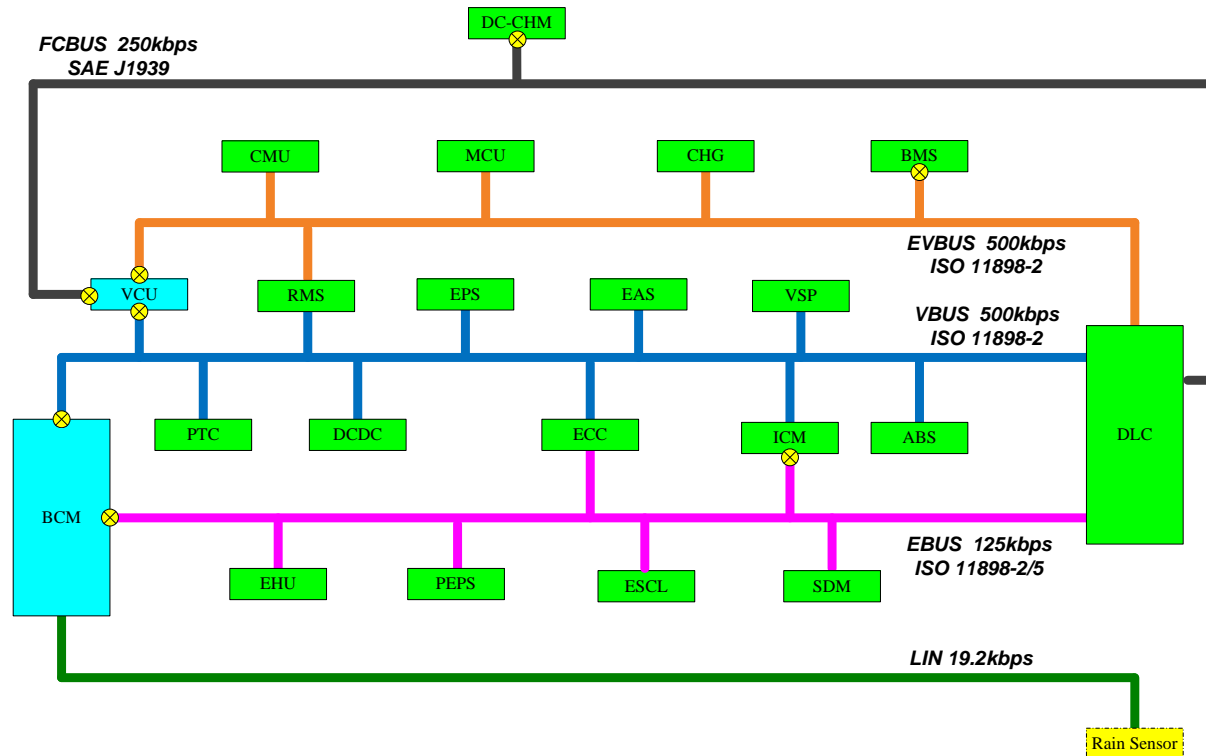 DC-CHM
FCBUS 250kbps
SAE J1939
CMU
MCU
CHG
BMS
EVBUS 500kbps
ISO 11898-2
VCU
RMS
EPS
EAS
VSP
VBUS 500kbps
ISO 11898-2
PTC
DCDC
ECC
ICM
ABS
DLC
BCM
EBUS 125kbps
ISO 11898-2/5
EHU
PEPS
ESCL
SDM
LIN 19.2kbps
Rain Sensor